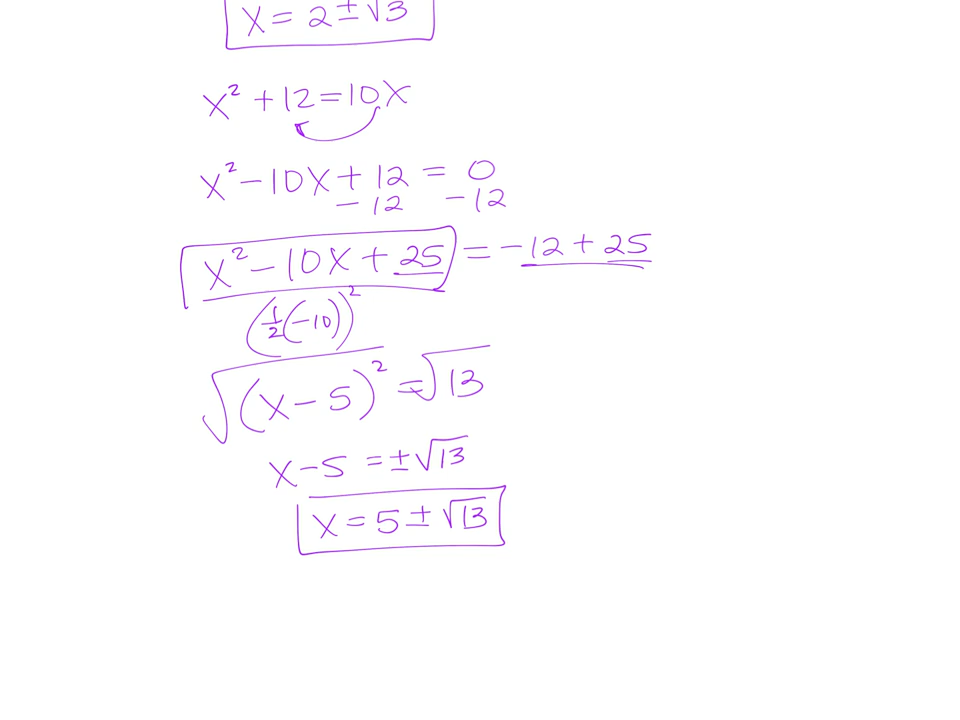 x = 2 ± √3
x² + 12 = 10x
x² - 10x + 12 = 0
- 12 - 12
x² - 10x + 25 = - 12 + 25
(1/2(-10))²
√(x - 5)² = √13
x - 5 = ± √13
x = 5 ± √13